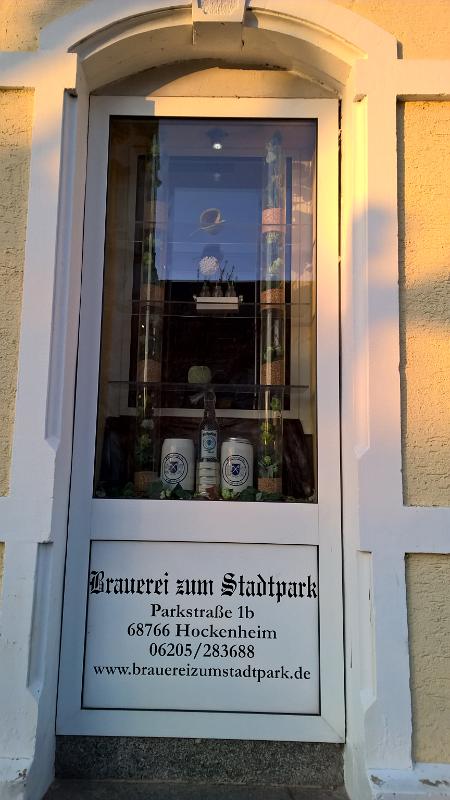 Brauerei zum Stadtpark
Parkstraße 1b
68766 Hockenheim
06205/283688
www.brauereizumstadtpark.de